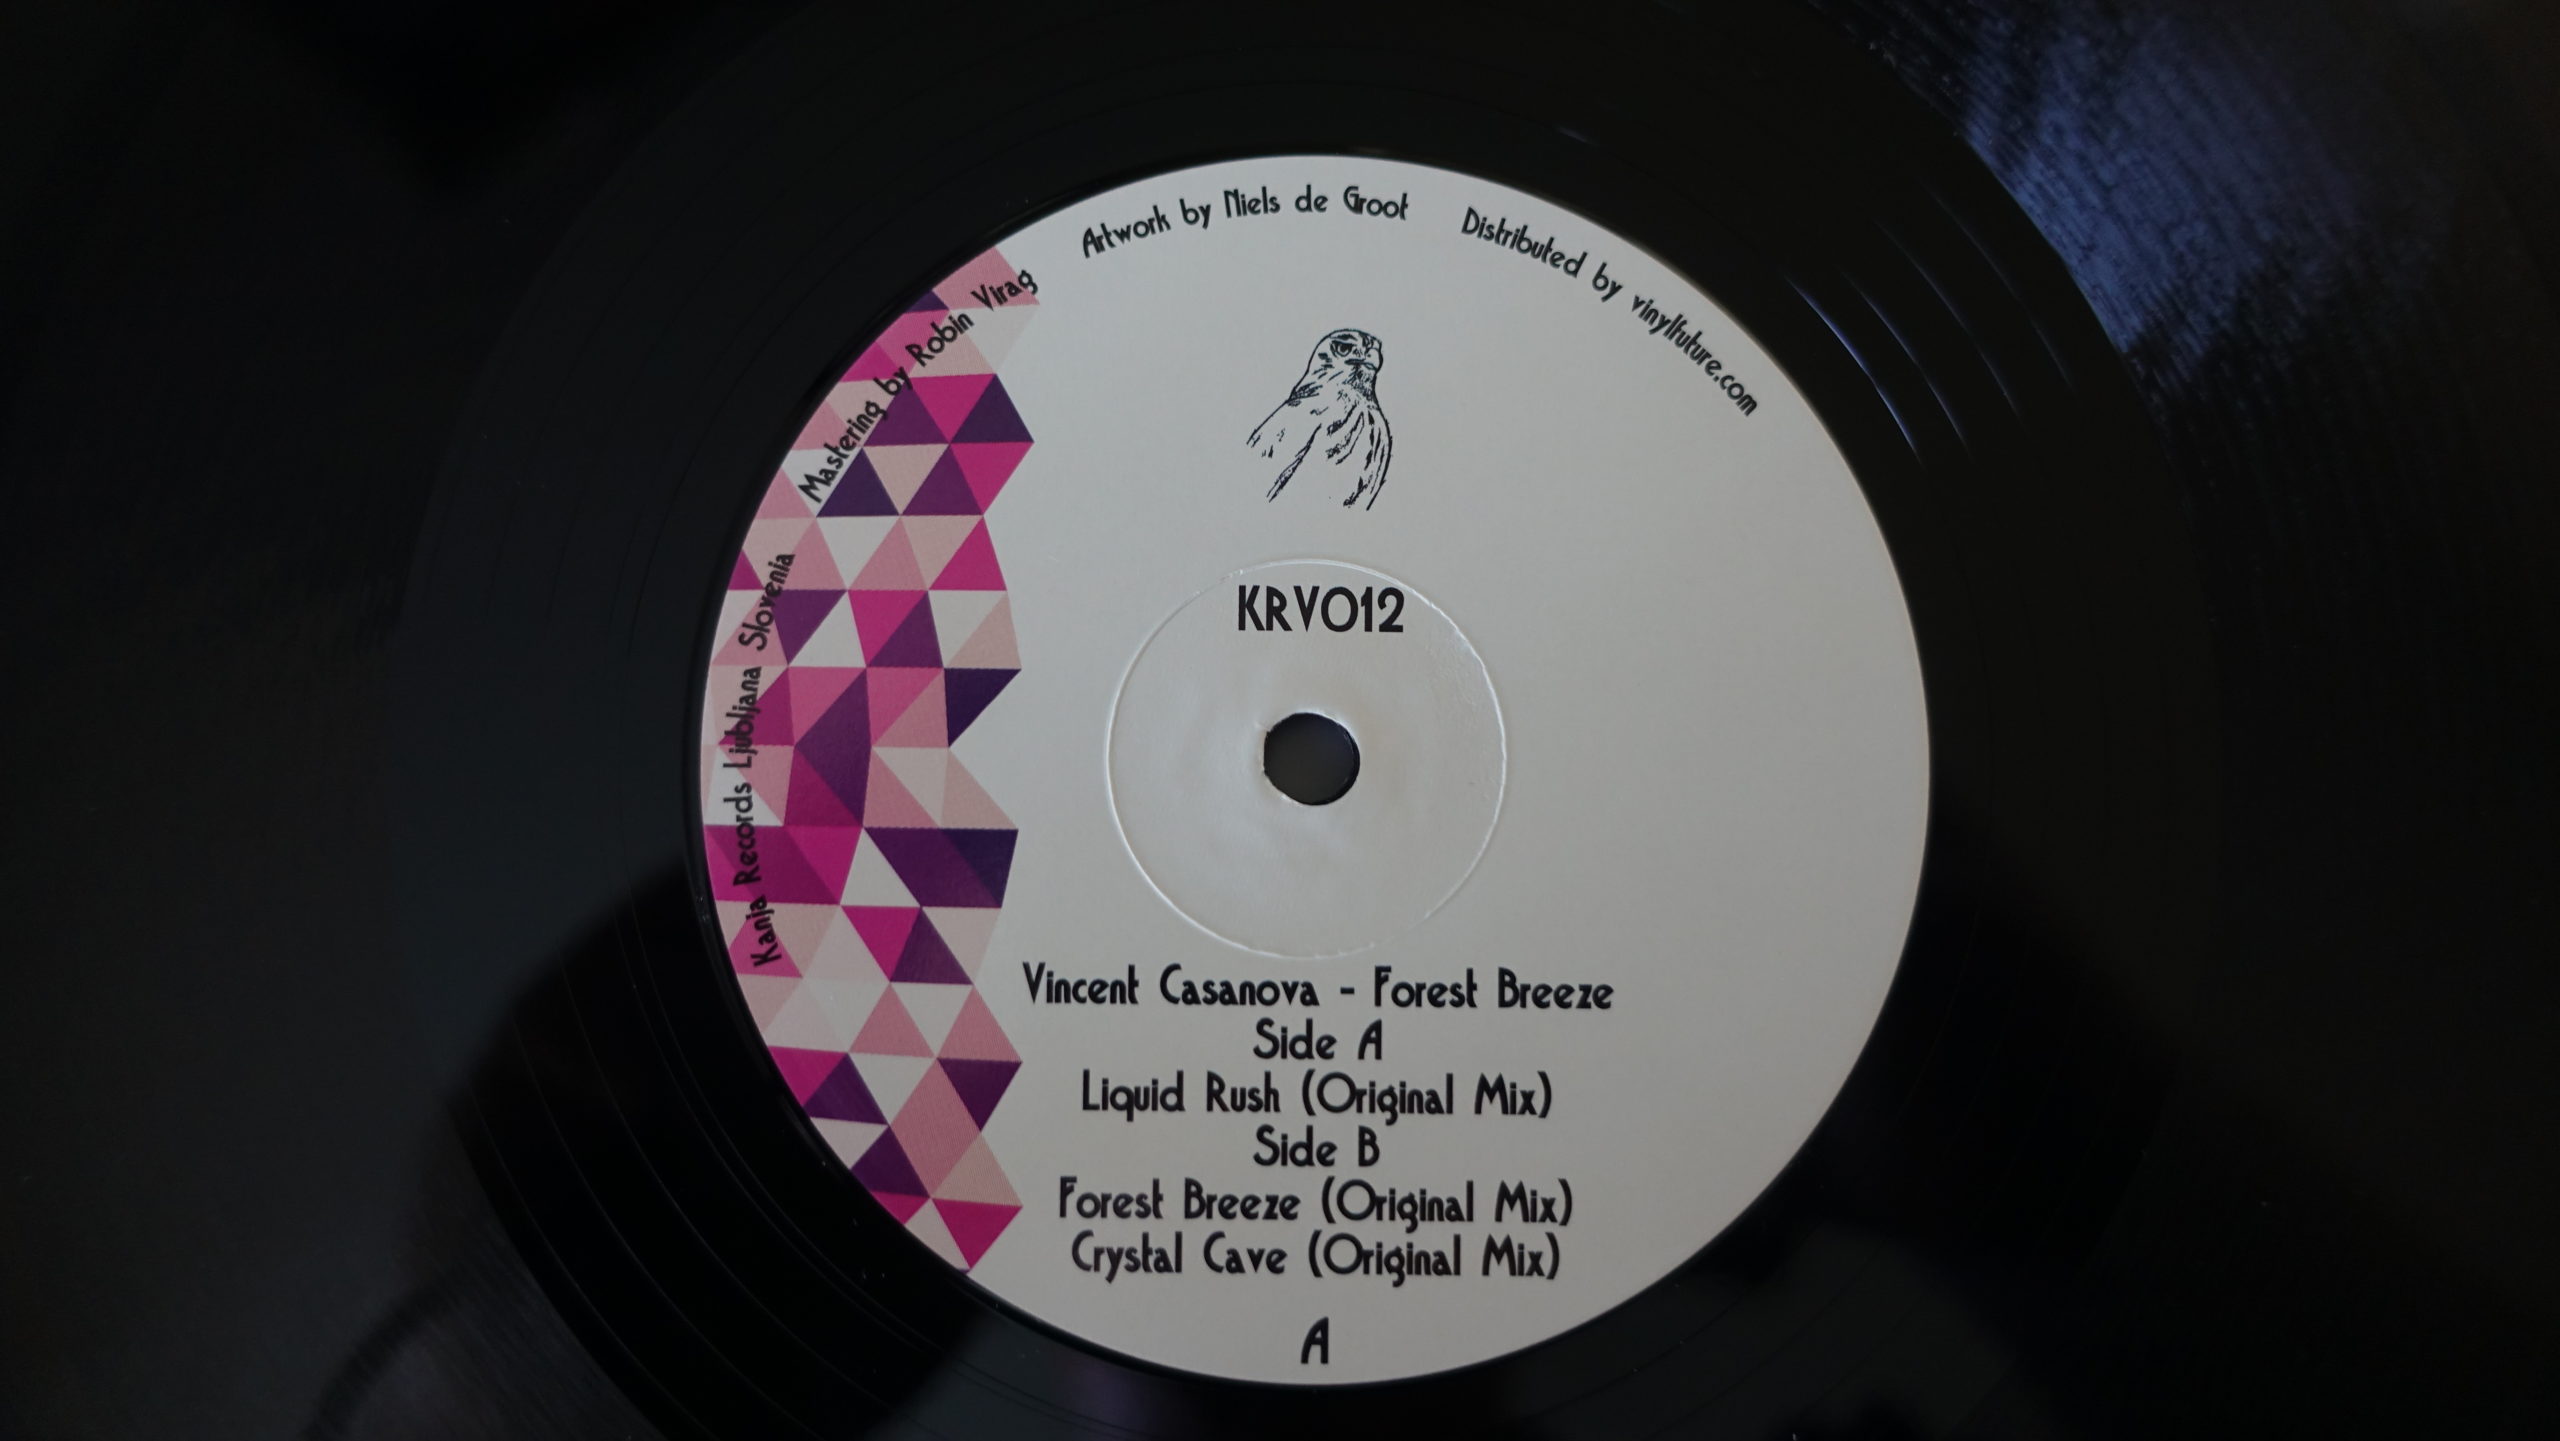 Kanja Records Ljubljana Slovenia
Mastering by Robin Virag
Artwork by Niels de Groot
Distributed by vinylfuture.com
KRV012
Vincent Casanova - Forest Breeze
Side A
Liquid Rush (Original Mix)
Side B
Forest Breeze (Original Mix)
Crystal Cave (Original Mix)
A